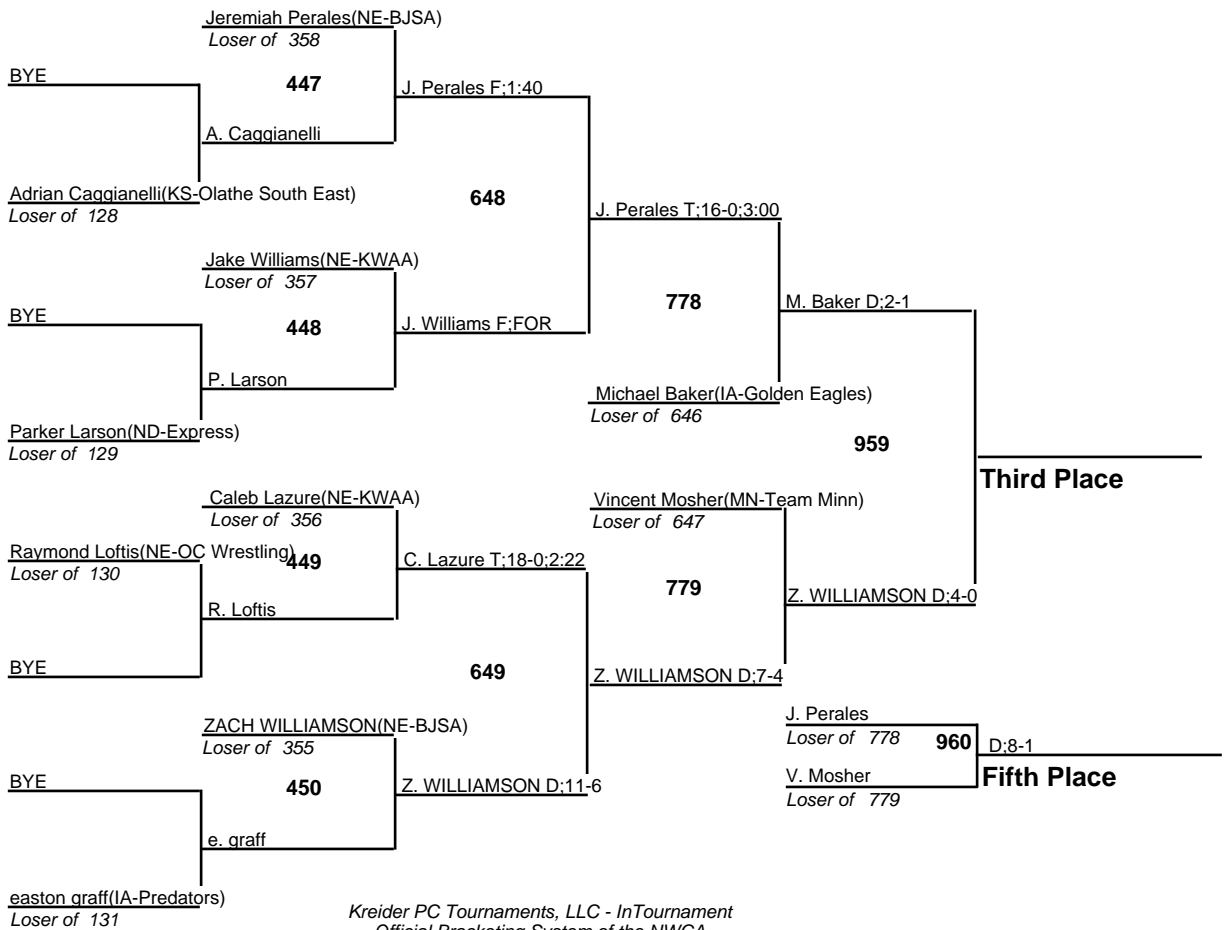 Jeremiah Perales(NE-BJSA)
Loser of 358
BYE
447
J. Perales F;1:40
A. Caggianelli
Adrian Caggianelli(KS-Olathe South East)
Loser of 128
648
J. Perales T;16-0;3:00
Jake Williams(NE-KWAA)
Loser of 357
BYE
448
J. Williams F;FOR
778
M. Baker D;2-1
P. Larson
Michael Baker(IA-Golden Eagles)
Loser of 646
Parker Larson(ND-Express)
Loser of 129
959
Third Place
Caleb Lazure(NE-KWAA)
Loser of 356
Vincent Mosher(MN-Team Minn)
Loser of 647
Raymond Loftis(NE-OC Wrestling)
Loser of 130
449
C. Lazure T;18-0;2:22
779
Z. WILLIAMSON D;4-0
R. Loftis
BYE
649
Z. WILLIAMSON D;7-4
ZACH WILLIAMSON(NE-BJSA)
Loser of 355
J. Perales
Loser of 778
960
D;8-1
Fifth Place
V. Mosher
Loser of 779
BYE
450
Z. WILLIAMSON D;11-6
e. graff
easton graff(IA-Predators)
Loser of 131
Kreider PC Tournaments, LLC - InTournament
Official Bracketing System of the NWCA